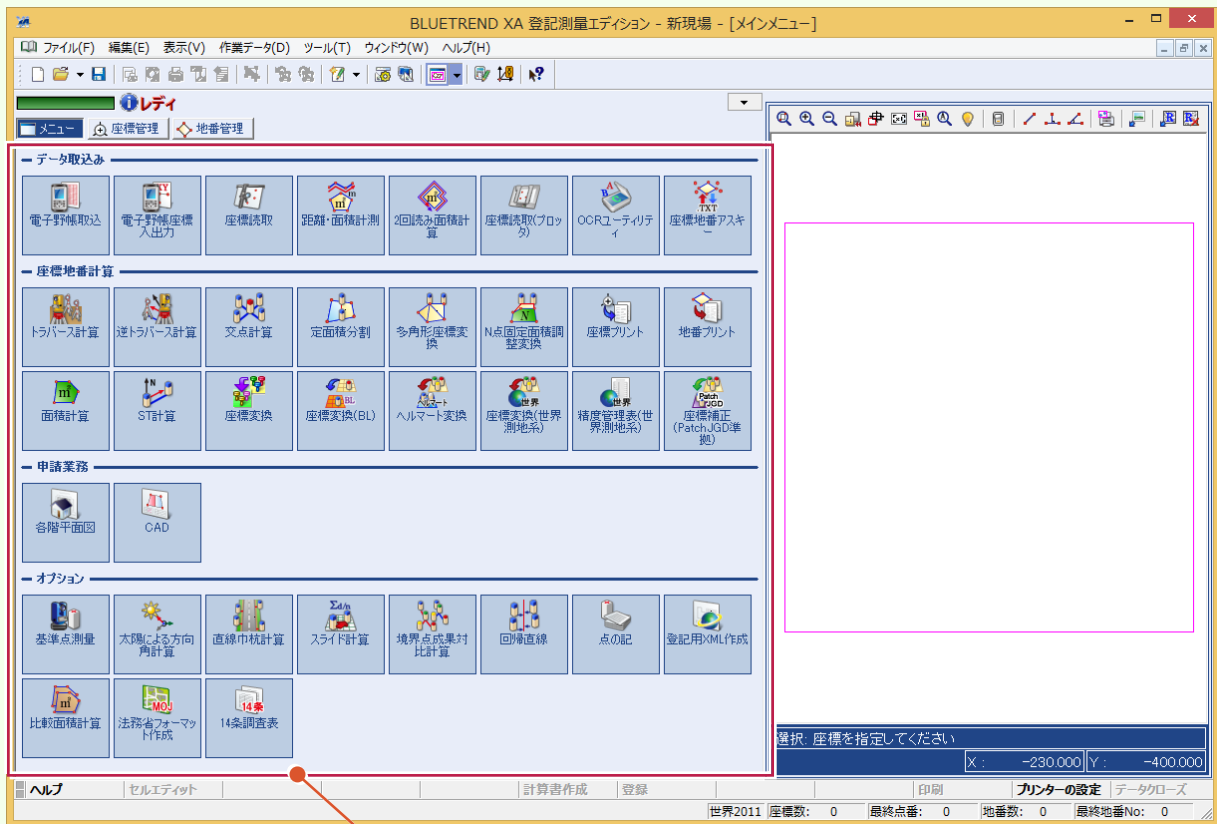 BLUETREND XA 登記測量エディション - 新現場 - [メインメニュー]
ファイル(F) 編集(E) 表示(V) 作業データ(D) ツール(T) ウィンドウ(W) ヘルプ(H)
レディ
メニュー 座標管理 地番管理
データ取込み
電子野帳取込 電子野帳座標入出力 座標読取 距離・面積計測 2回読み面積計算 座標読取(プロッタ) OCRユーティリティ 座標地番アスキー
座標地番計算
トラバース計算 逆トラバース計算 交点計算 定面積分割 多角形座標変換 N点固定面積調整変換 座標プリント 地番プリント
面積計算 ST計算 座標変換 座標変換(BL) ヘルマート変換 座標変換(世界測地系) 精度管理表(世界測地系) 座標補正(PatchJGD準拠)
申請業務
各階平面図 CAD
オプション
基準点測量 太陽による方向角計算 直線巾杭計算 スライド計算 境界点成果対比計算 回帰直線 点の記 登記用XML作成
比較面積計算 法務省フォーマット作成 14条調査表
選択: 座標を指定してください
X : -230.000 Y : -400.000
ヘルプ セルエディット 計算書作成 登録 印刷 プリンターの設定 データクローズ
世界2011 座標数: 0 最終点番: 0 地番数: 0 最終地番No: 0